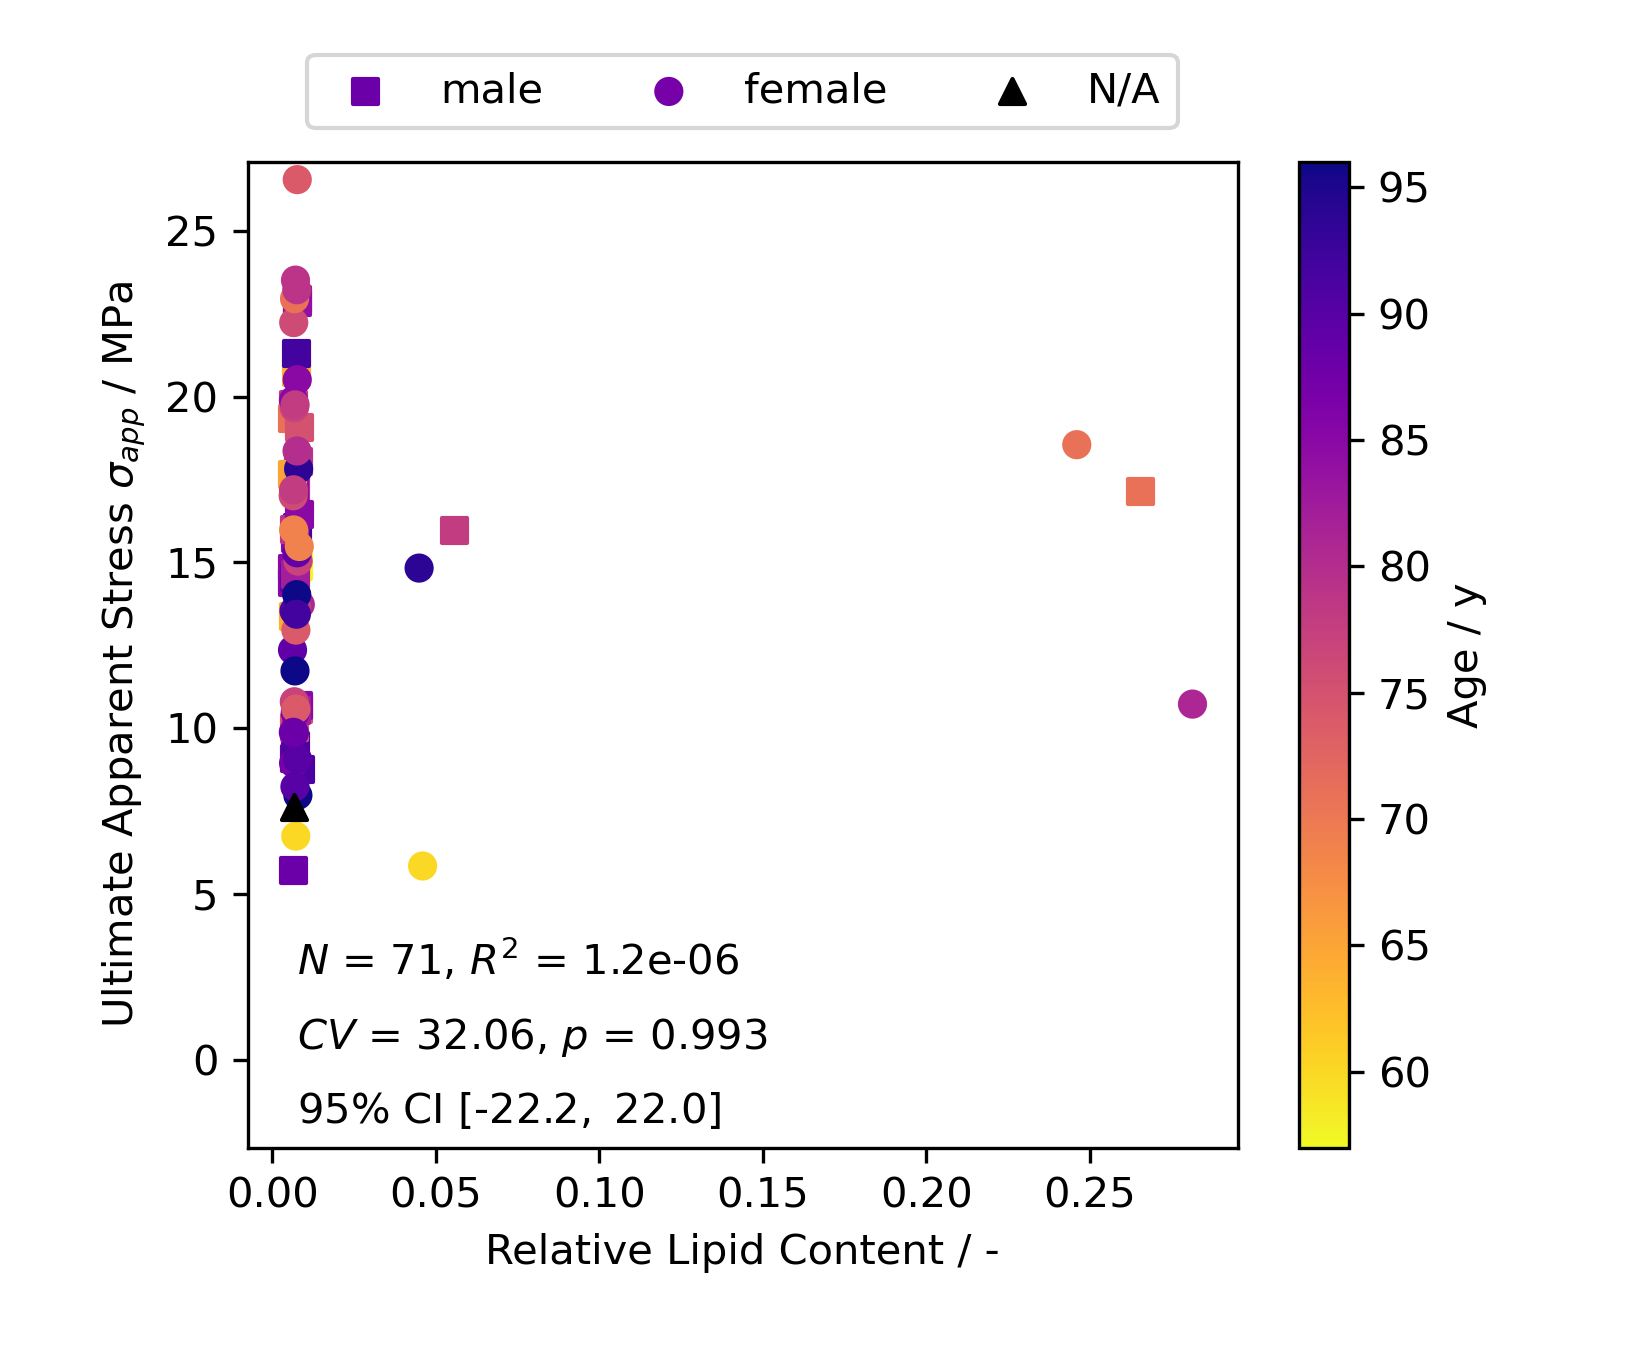 male female N/A
25
20
15
10
5
0
Ultimate Apparent Stress σapp / MPa
N = 71, R² = 1.2e-06
CV = 32.06, p = 0.993
95% CI [-22.2, 22.0]
0.00 0.05 0.10 0.15 0.20 0.25
Relative Lipid Content / -
95
90
85
80
75
70
65
60
Age / y